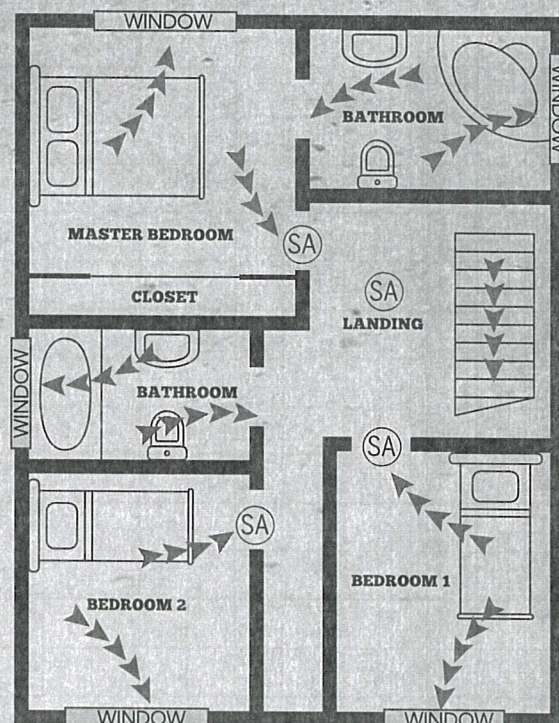 WINDOW
BATHROOM
WINDOW
MASTER BEDROOM
SA
SA
CLOSET
LANDING
WINDOW
BATHROOM
SA
SA
BEDROOM 1
BEDROOM 2
WINDOW
WINDOW